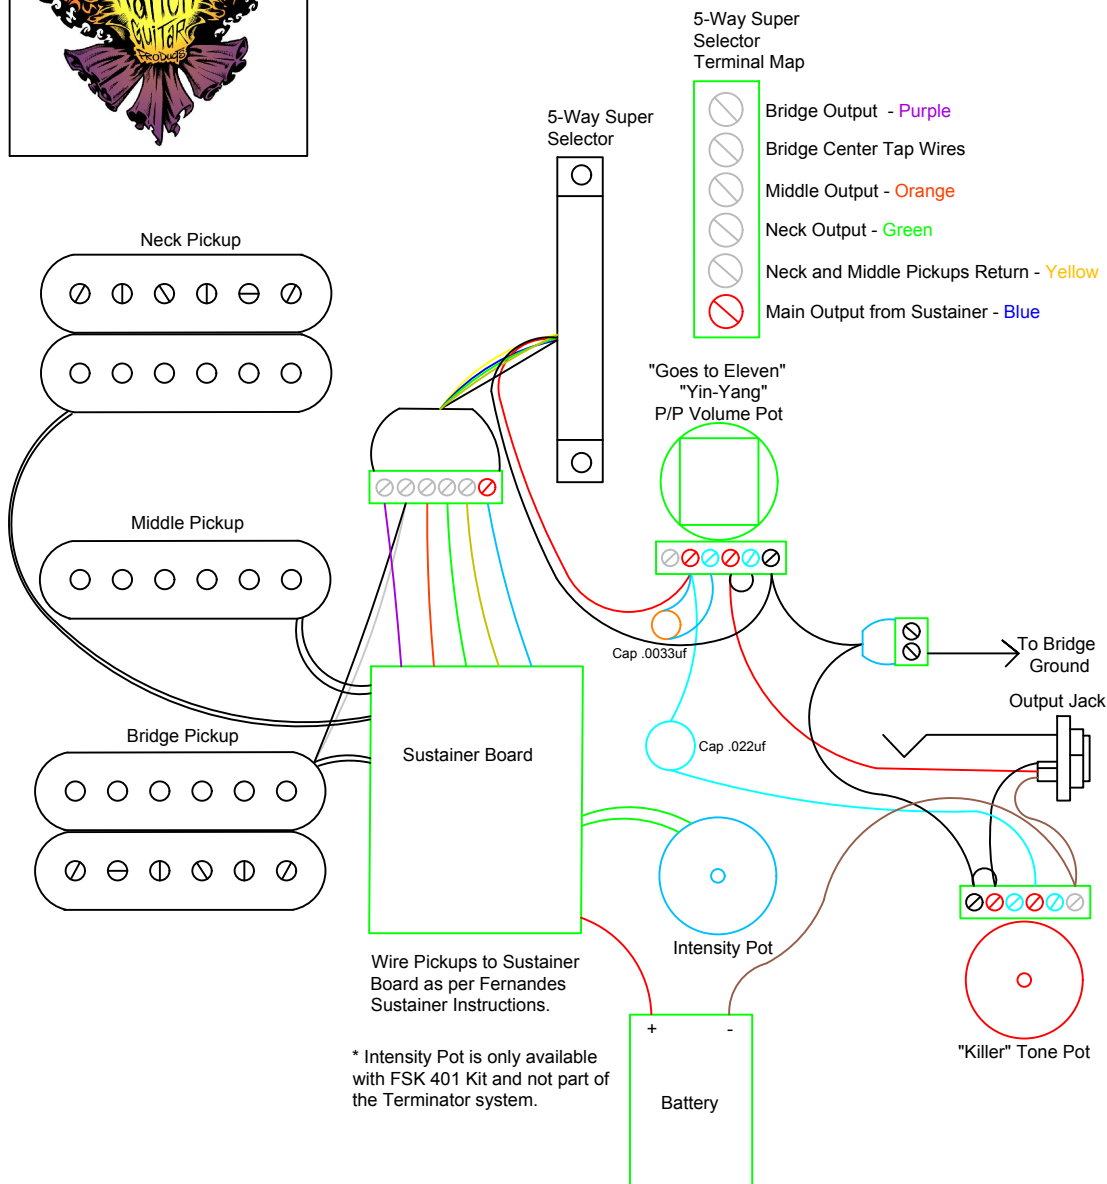 GuiTaR
PRoDucTs
5-Way Super
Selector
Terminal Map
Bridge Output - Purple
Bridge Center Tap Wires
Middle Output - Orange
Neck Output - Green
Neck and Middle Pickups Return - Yellow
Main Output from Sustainer - Blue
5-Way Super
Selector
Neck Pickup
"Goes to Eleven"
"Yin-Yang"
P/P Volume Pot
Middle Pickup
Cap .0033uf
To Bridge
Ground
Output Jack
Bridge Pickup
Sustainer Board
Cap .022uf
Intensity Pot
Wire Pickups to Sustainer
Board as per Fernandes
Sustainer Instructions.
"Killer" Tone Pot
* Intensity Pot is only available
with FSK 401 Kit and not part of
the Terminator system.
+ -
Battery